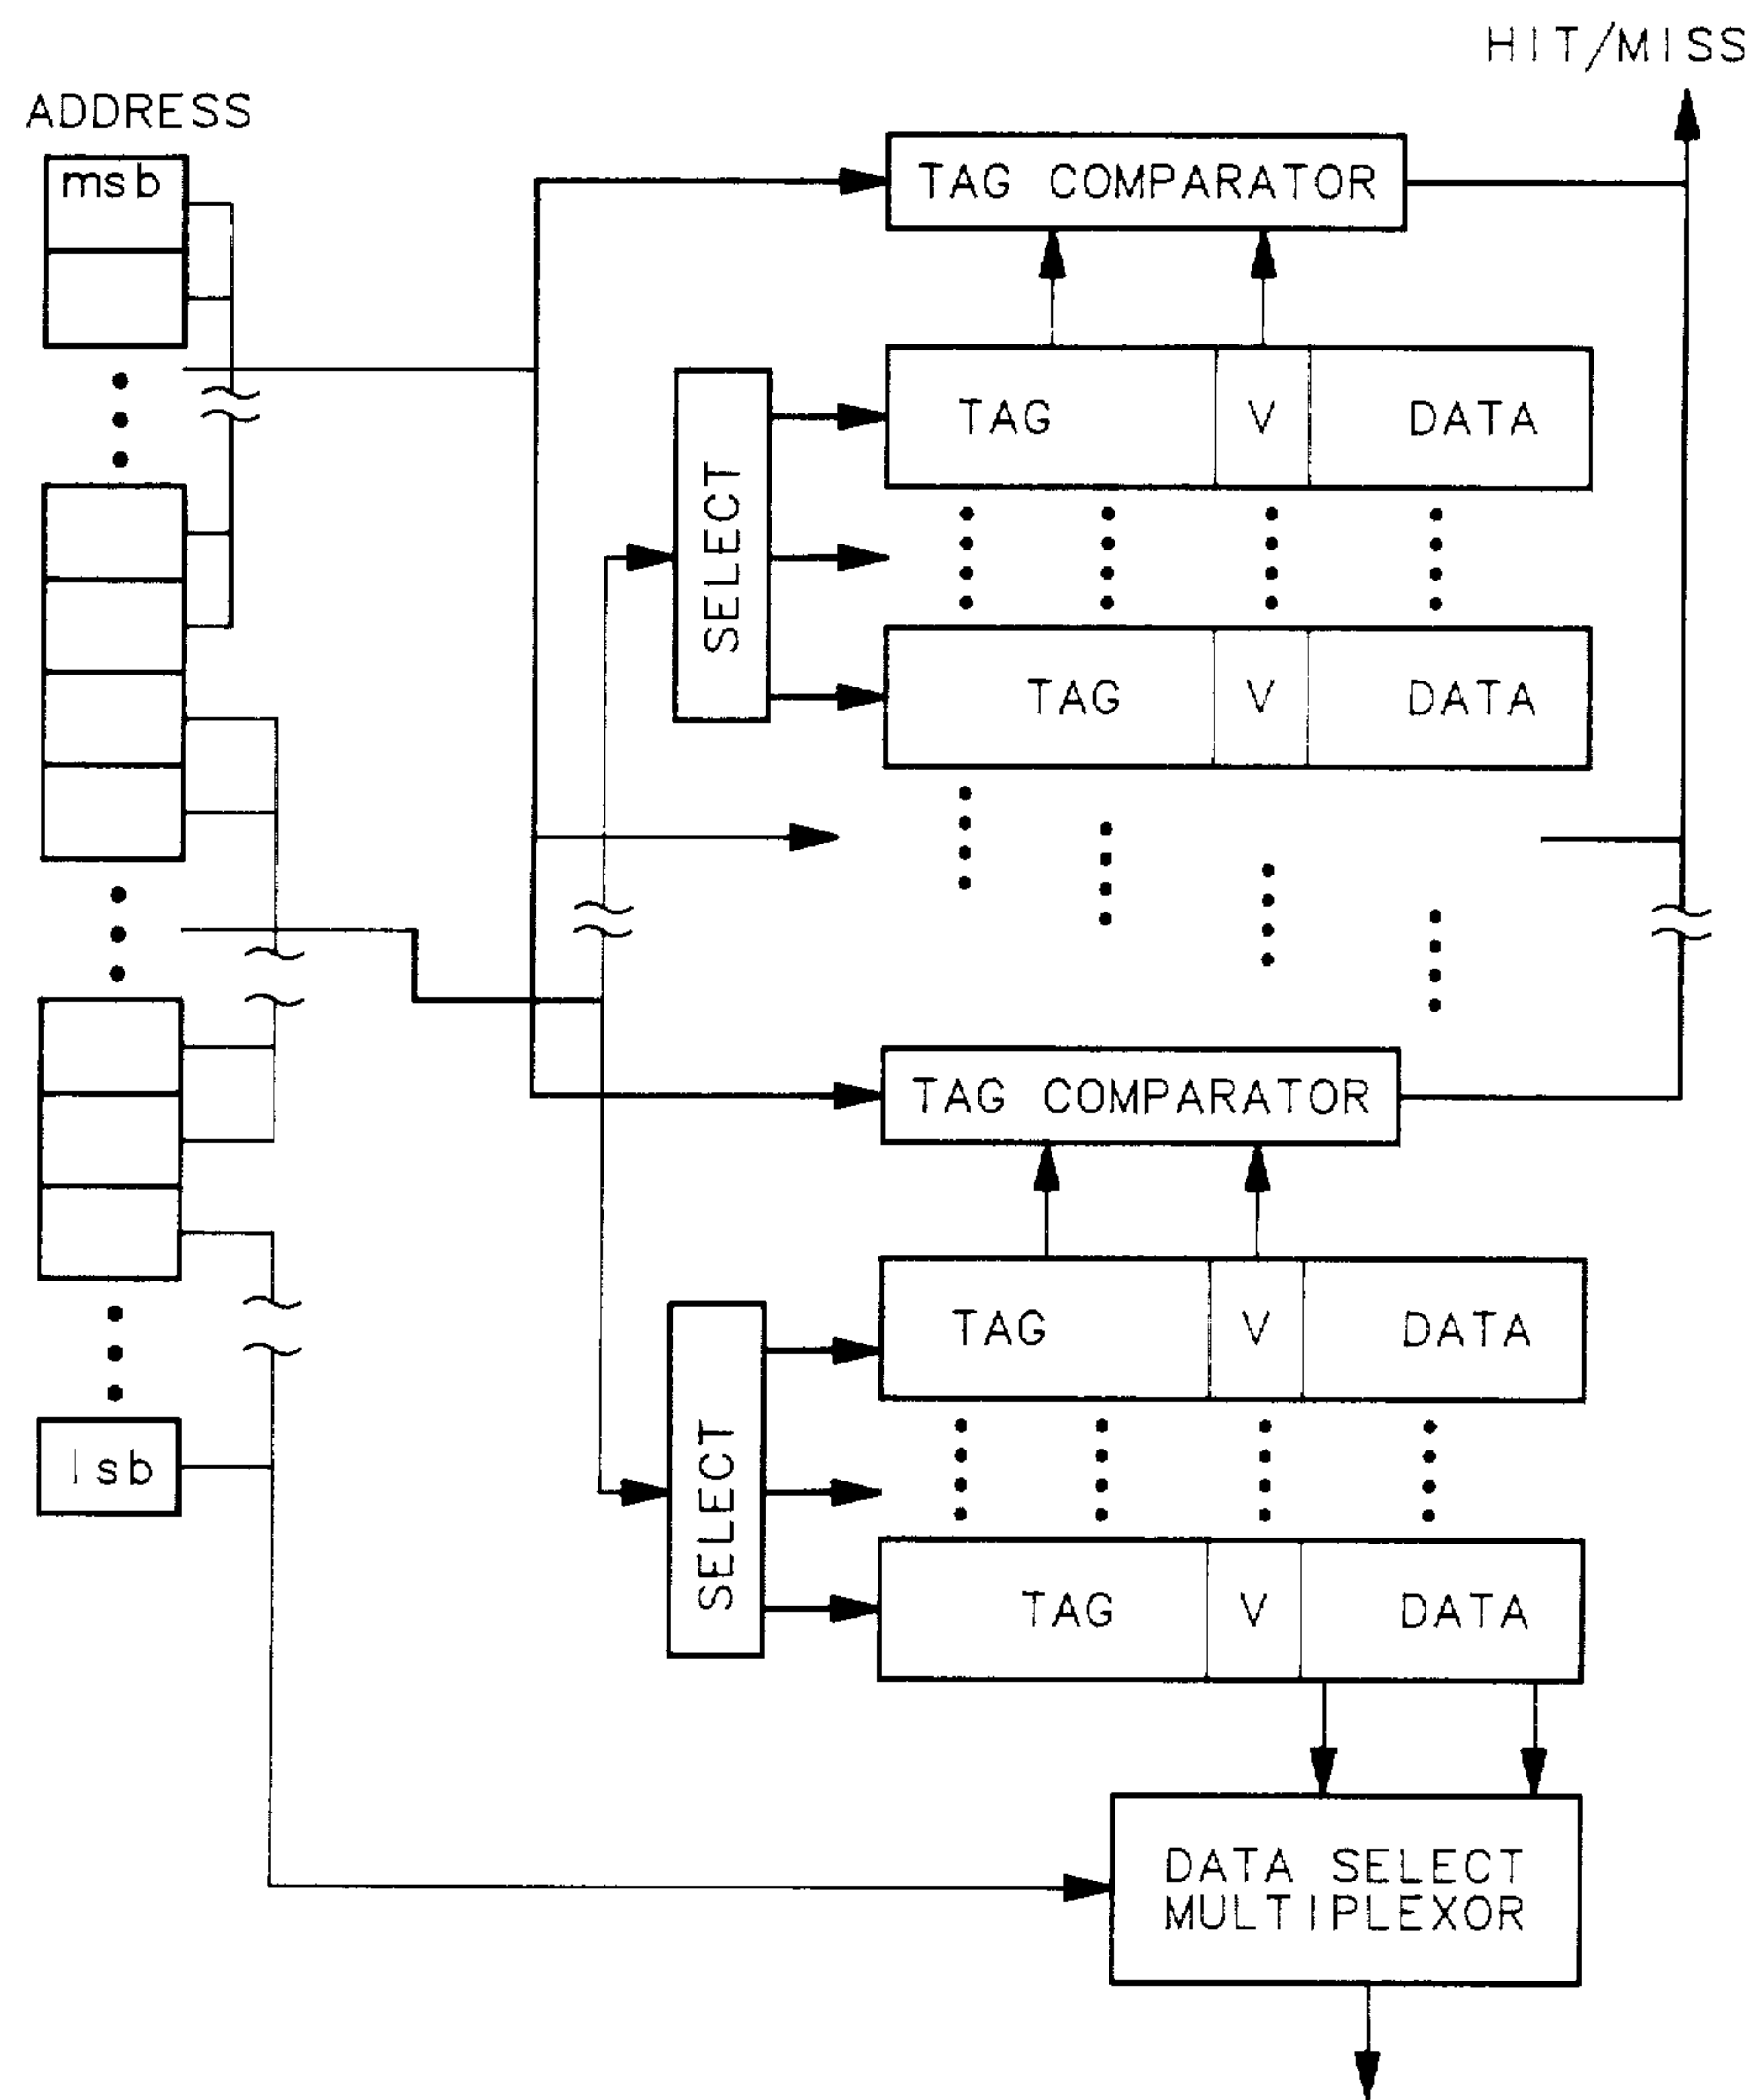 HIT/MISS
ADDRESS
msb
TAG COMPARATOR
TAG V DATA
SELECT
TAG V DATA
TAG COMPARATOR
TAG V DATA
SELECT
TAG V DATA
lsb
DATA SELECT
MULTIPLEXOR